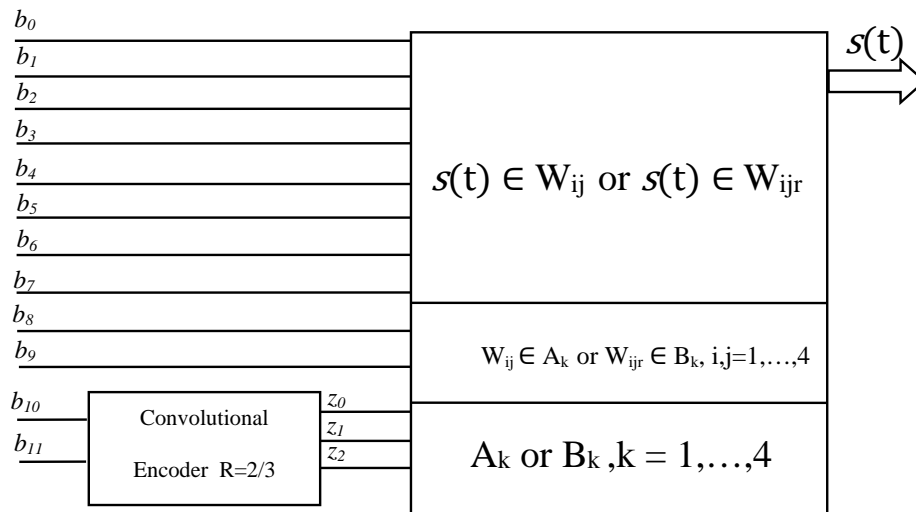 b₀
s(t)
b₁
b₂
b₃
b₄
s(t) ∈ Wᵢⱼ or s(t) ∈ Wᵢⱼᵣ
b₅
b₆
b₇
b₈
b₉
Wᵢⱼ ∈ Aₖ or Wᵢⱼᵣ ∈ Bₖ, i,j=1,…,4
b₁₀
Convolutional
Encoder R=2/3
z₀
b₁₁
z₁
z₂
Aₖ or Bₖ ,k = 1,…,4